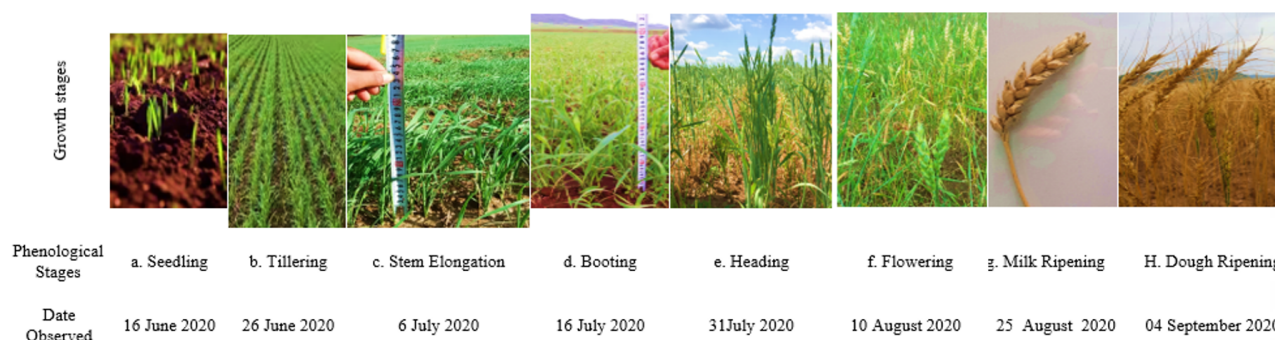 Growth stages
Phenological
Stages
a. Seedling
b. Tillering
c. Stem Elongation
d. Booting
e. Heading
f. Flowering
g. Milk Ripening
H. Dough Ripening
Date
Observed
16 June 2020
26 June 2020
6 July 2020
16 July 2020
31July 2020
10 August 2020
25 August 2020
04 September 2020